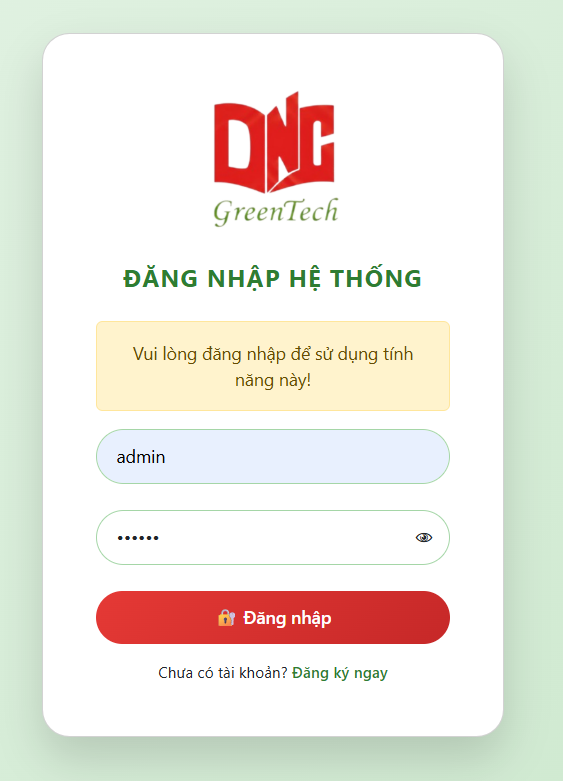 DNC
GreenTech
ĐĂNG NHẬP HỆ THỐNG
Vui lòng đăng nhập để sử dụng tính
năng này!
admin
••••••
Đăng nhập
Chưa có tài khoản? Đăng ký ngay